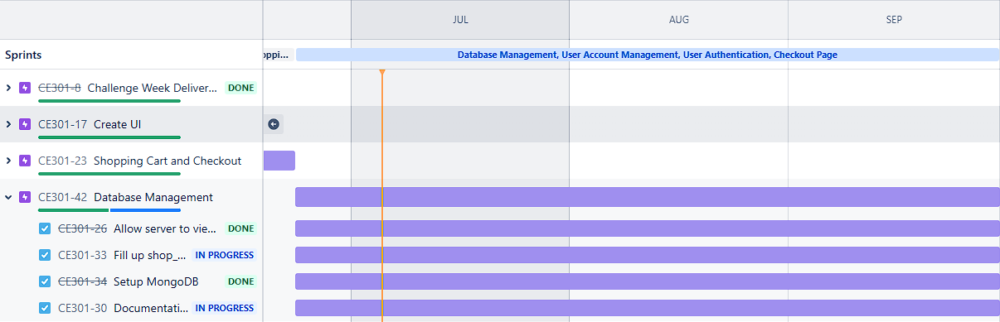 JUL AUG SEP
Sprints
oppi... Database Management, User Account Management, User Authentication, Checkout Page
CE301-8 Challenge Week Deliver... DONE
CE301-17 Create UI
CE301-23 Shopping Cart and Checkout
CE301-42 Database Management
CE301-26 Allow server to vie... DONE
CE301-33 Fill up shop_... IN PROGRESS
CE301-34 Setup MongoDB DONE
CE301-30 Documentati... IN PROGRESS